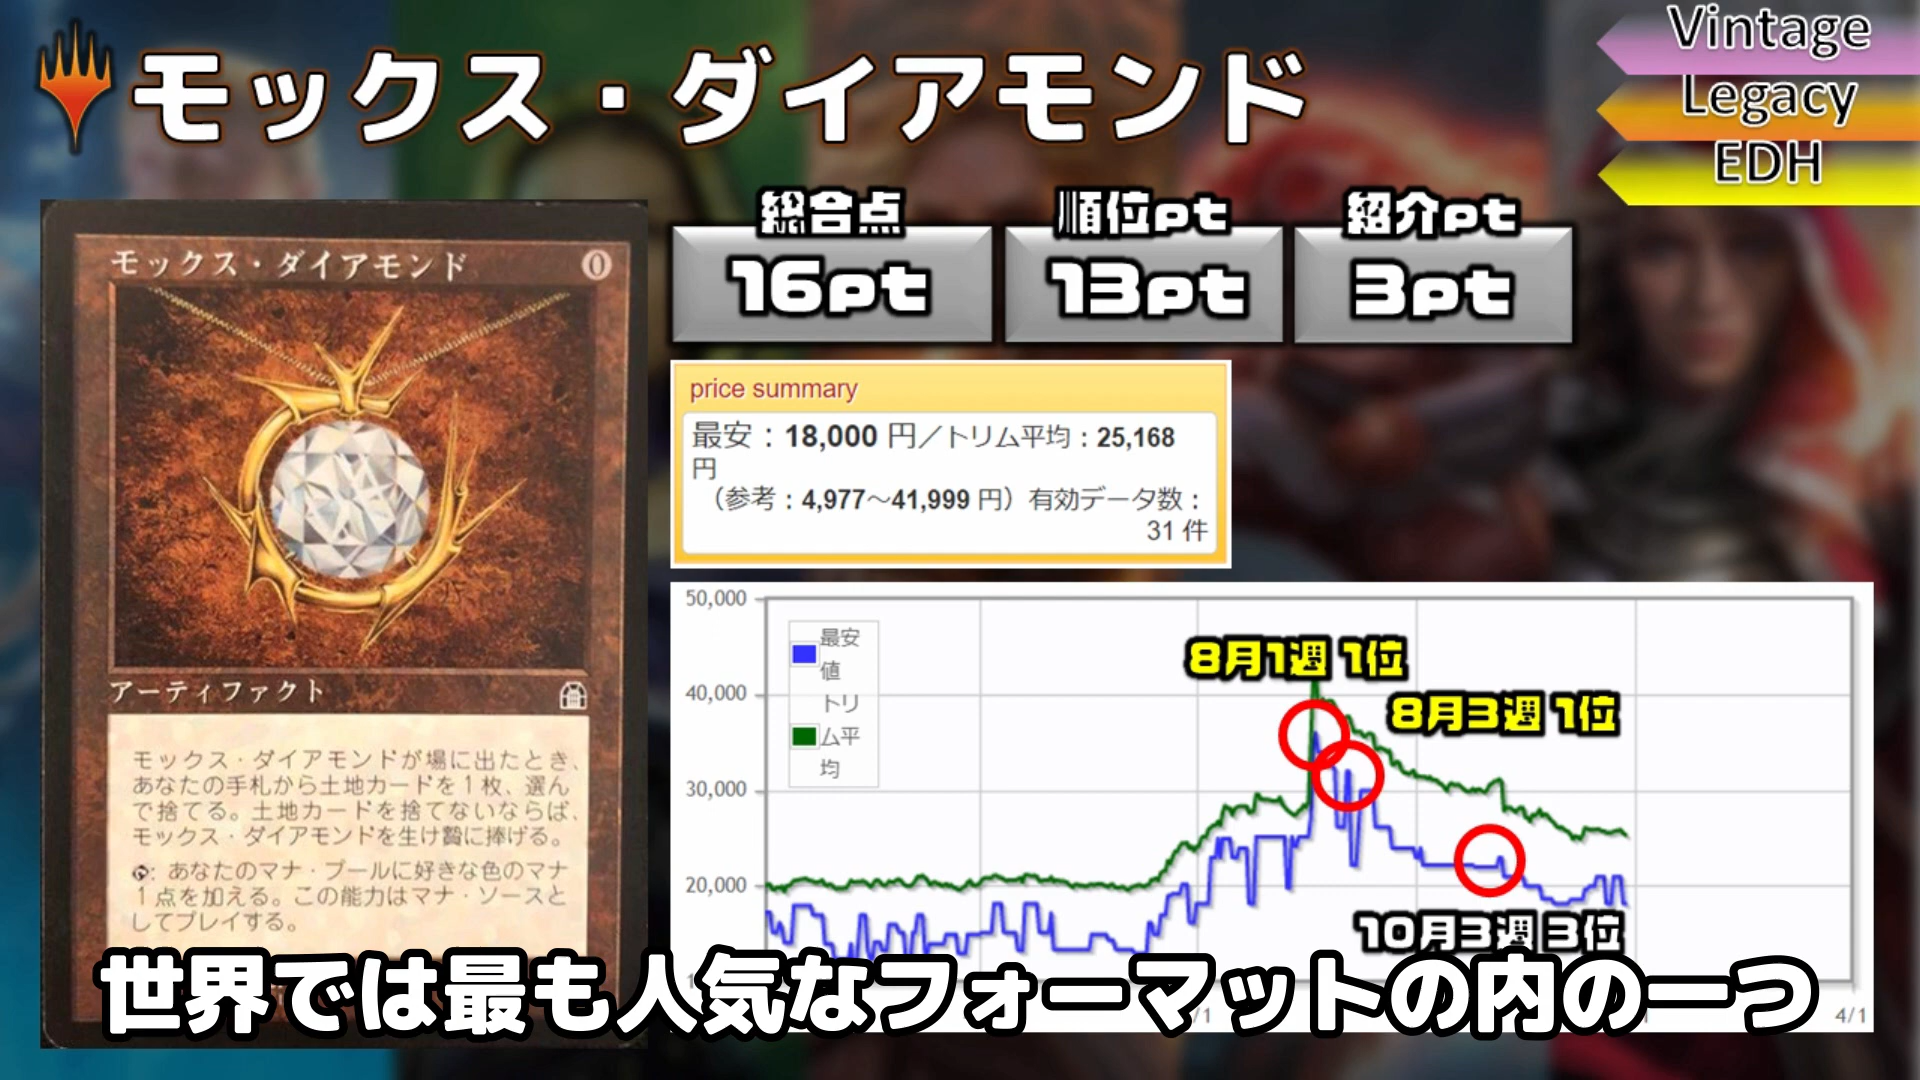 モックス・ダイアモンド
Vintage
Legacy
EDH
モックス・ダイアモンド
0
アーティファクト
モックス・ダイアモンドが場に出たとき、
あなたの手札から土地カードを1枚、選ん
で捨てる。土地カードを捨てないならば、
モックス・ダイアモンドを生け贄に捧げる。
: あなたのマナ・プールに好きな色のマナ
1点を加える。この能力はマナ・ソースと
してプレイする。
総合点
16pt
順位pt
13pt
紹介pt
3pt
price summary
最安：18,000 円／トリム平均：25,168
円
（参考：4,977～41,999 円）有効データ数：
31 件
50,000
40,000
30,000
20,000
最安
値
トリ
ム平
均
8月1週 1位
8月3週 1位
10月3週 3位
4/1
世界では最も人気なフォーマットの内の一つ